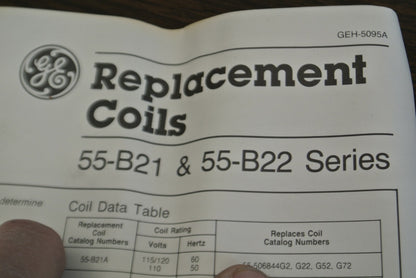 GEH-5095A
GE
Replacement
Coils
55-B21 & 55-B22 Series
determine
Coil Data Table
Replacement Coil Catalog Numbers
Coil Rating
Volts
Hertz
Replaces Coil Catalog Numbers
55-B21A
115/120
60
110
50
55-506844G2, G22, G52, G72